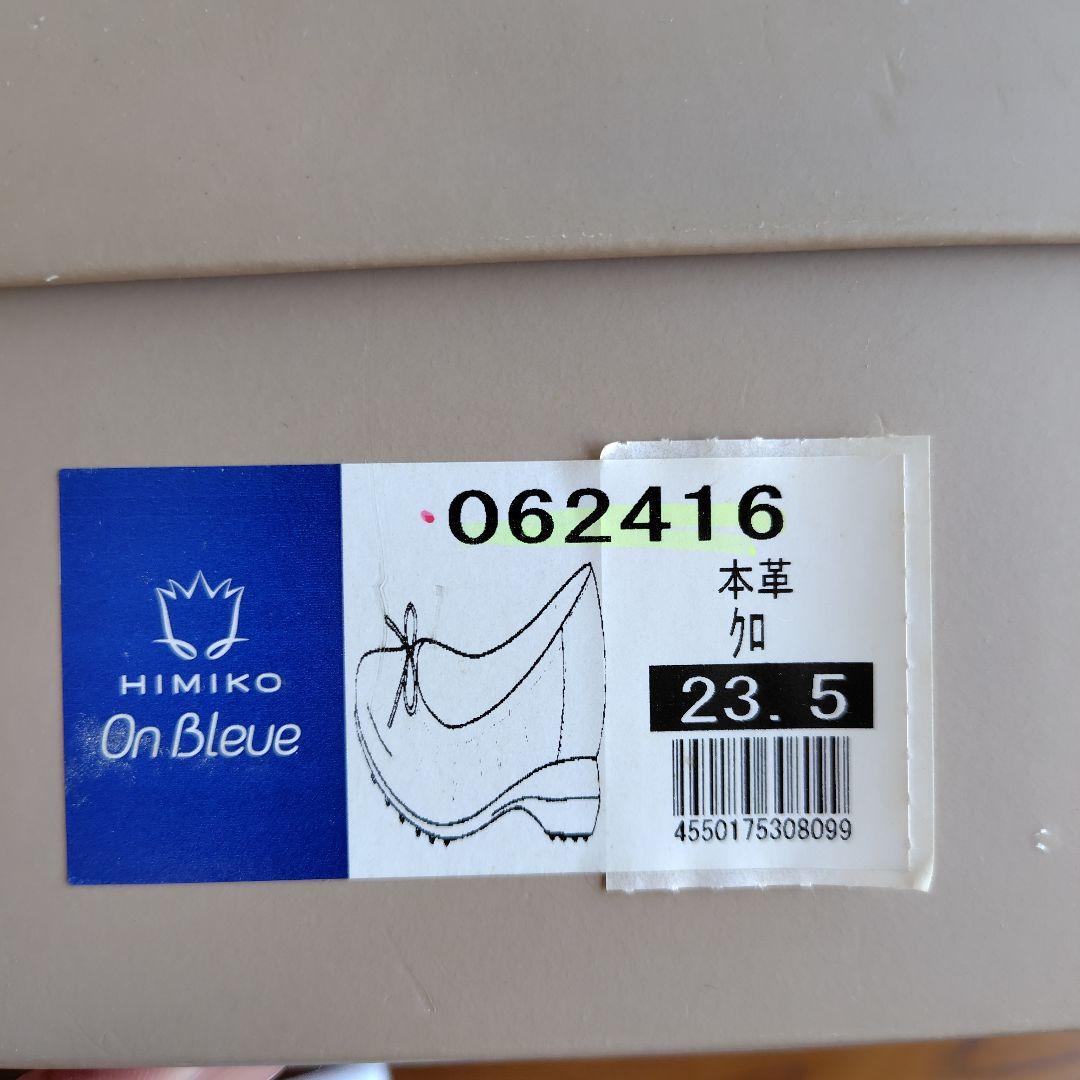 HIMIKO
On Bleue
062416
本革
ｸﾛ
23.5
4550175308099